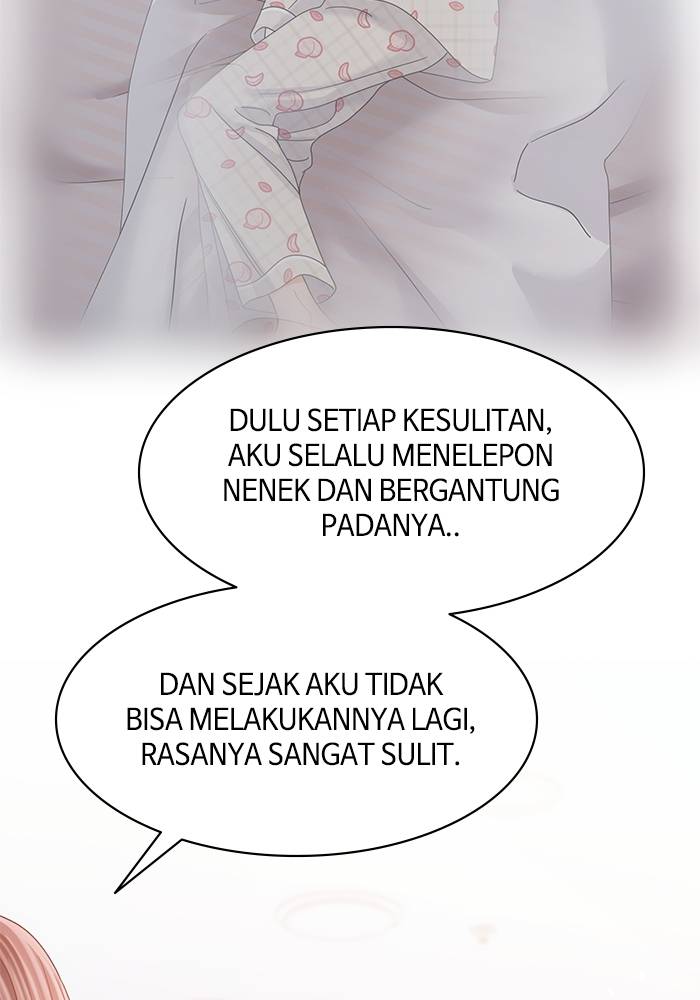 DULU SETIAP KESULITAN,
AKU SELALU MENELEPON
NENEK DAN BERGANTUNG
PADANYA..
DAN SEJAK AKU TIDAK
BISA MELAKUKANNYA LAGI,
RASANYA SANGAT SULIT.